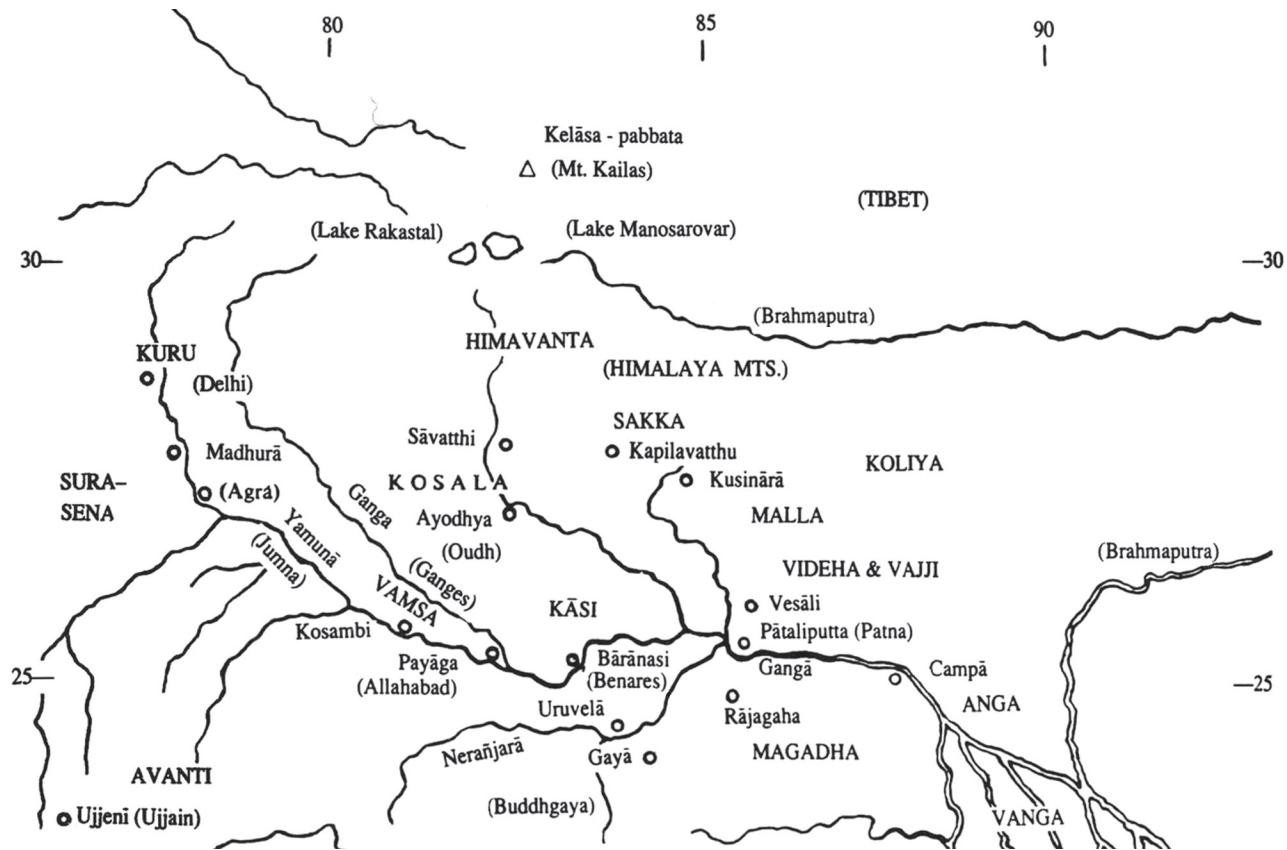 80
85
90
Kelāsa - pabbata
(Mt. Kailas)
(TIBET)
(Lake Rakastal)
(Lake Manosarovar)
30
30
(Brahmaputra)
HIMAVANTA
KURU
(HIMALAYA MTS.)
(Delhi)
SAKKA
Sāvatthi
Kapilavatthu
Madhurā
KOLIYA
Kusinārā
SURA–
SENA
KOSALA
(Agra)
Ganga
(Ganges)
MALLA
Ayodhya
(Oudh)
Yamunā
(Jumna)
(Brahmaputra)
VIDEHA & VAJJI
VAMSA
KĀSI
Vesāli
Kosambi
Pātaliputta (Patna)
Payāga
(Allahabad)
Bārānasi
(Benares)
Gangā
Campā
25
25
Uruvelā
Rājagaha
ANGA
Nerañjarā
Gayā
MAGADHA
AVANTI
(Buddhgaya)
Ujjenī (Ujjain)
VANGA